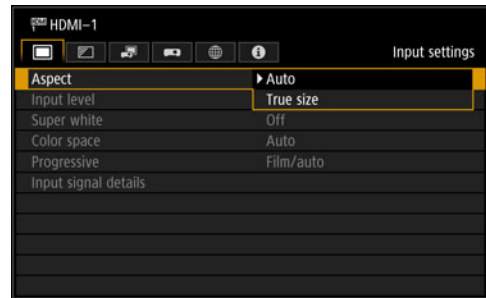 HDMI-1
Input settings
Aspect Auto
Input level True size
Super white Off
Color space Auto
Progressive Film/auto
Input signal details